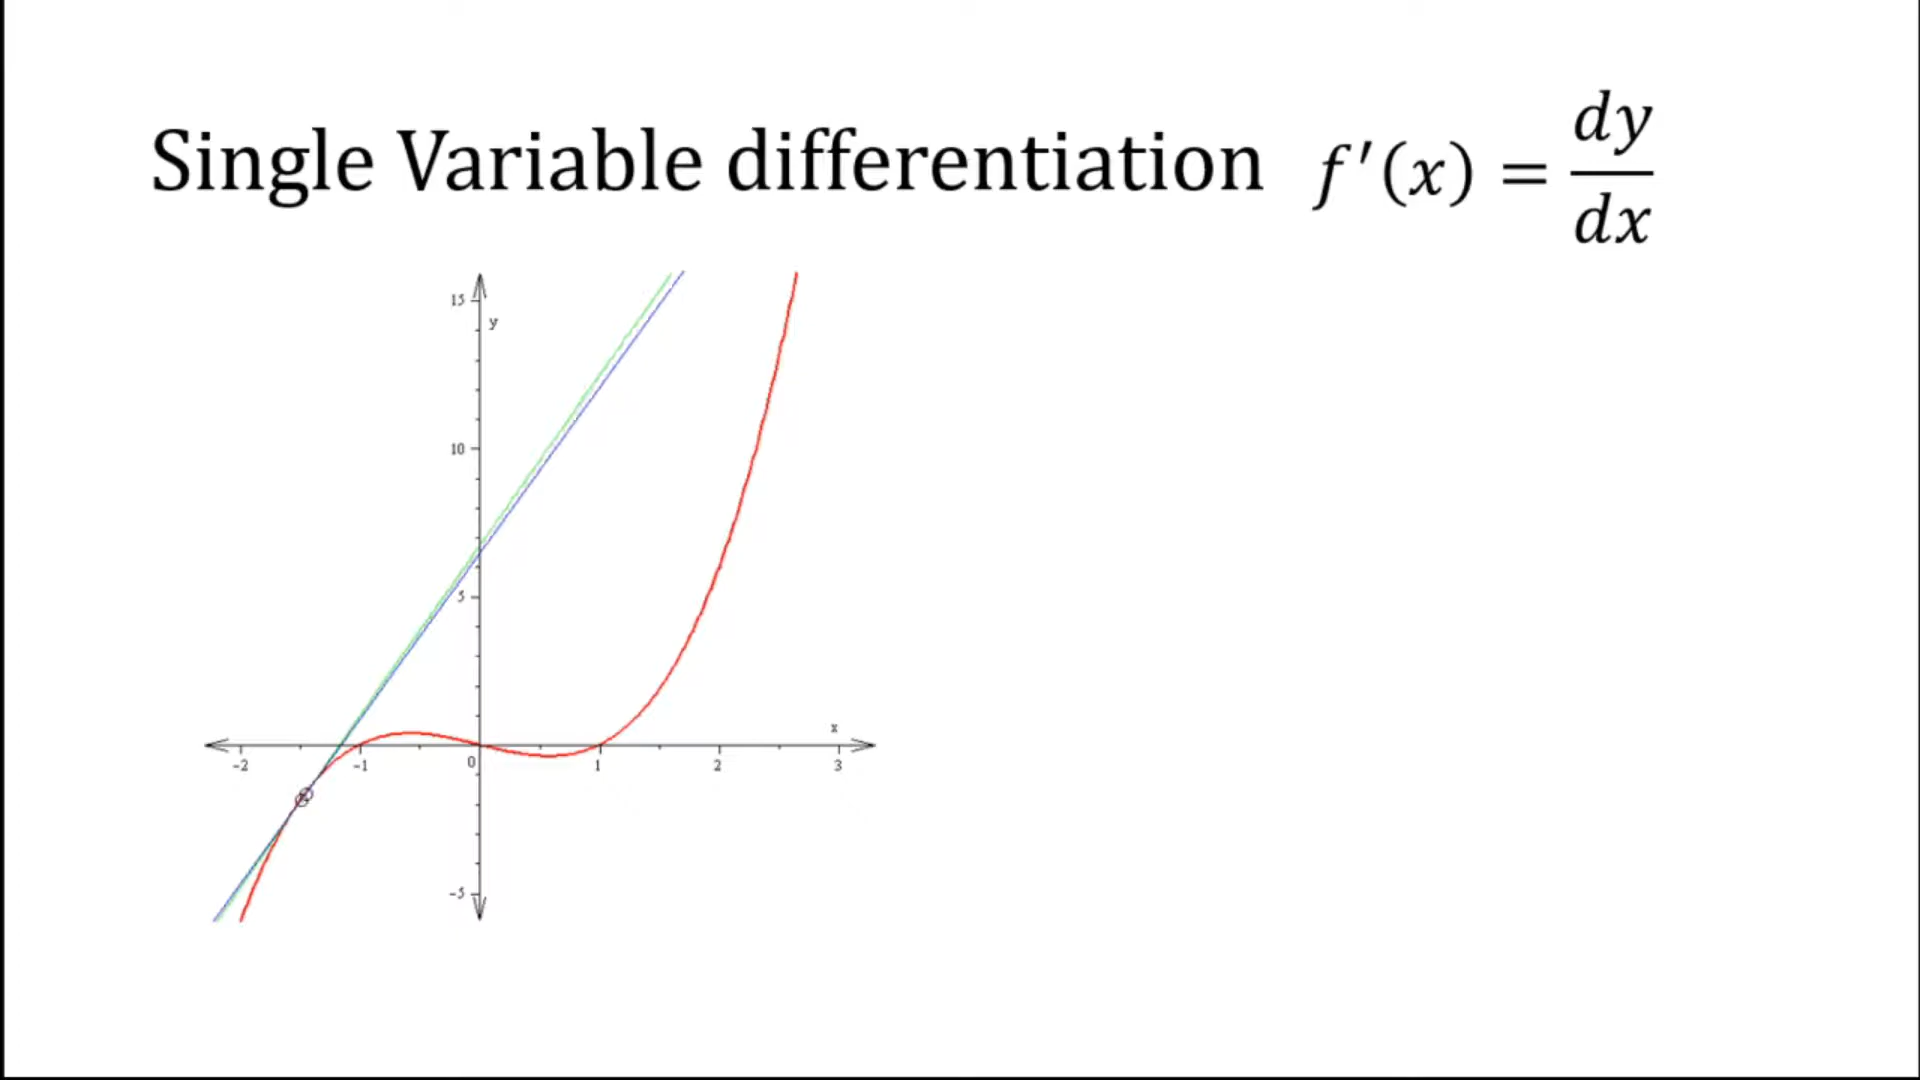 Single Variable differentiation f′(x) = dy/dx
15
y
10
5
x
-2 -1 0 1 2 3
-5